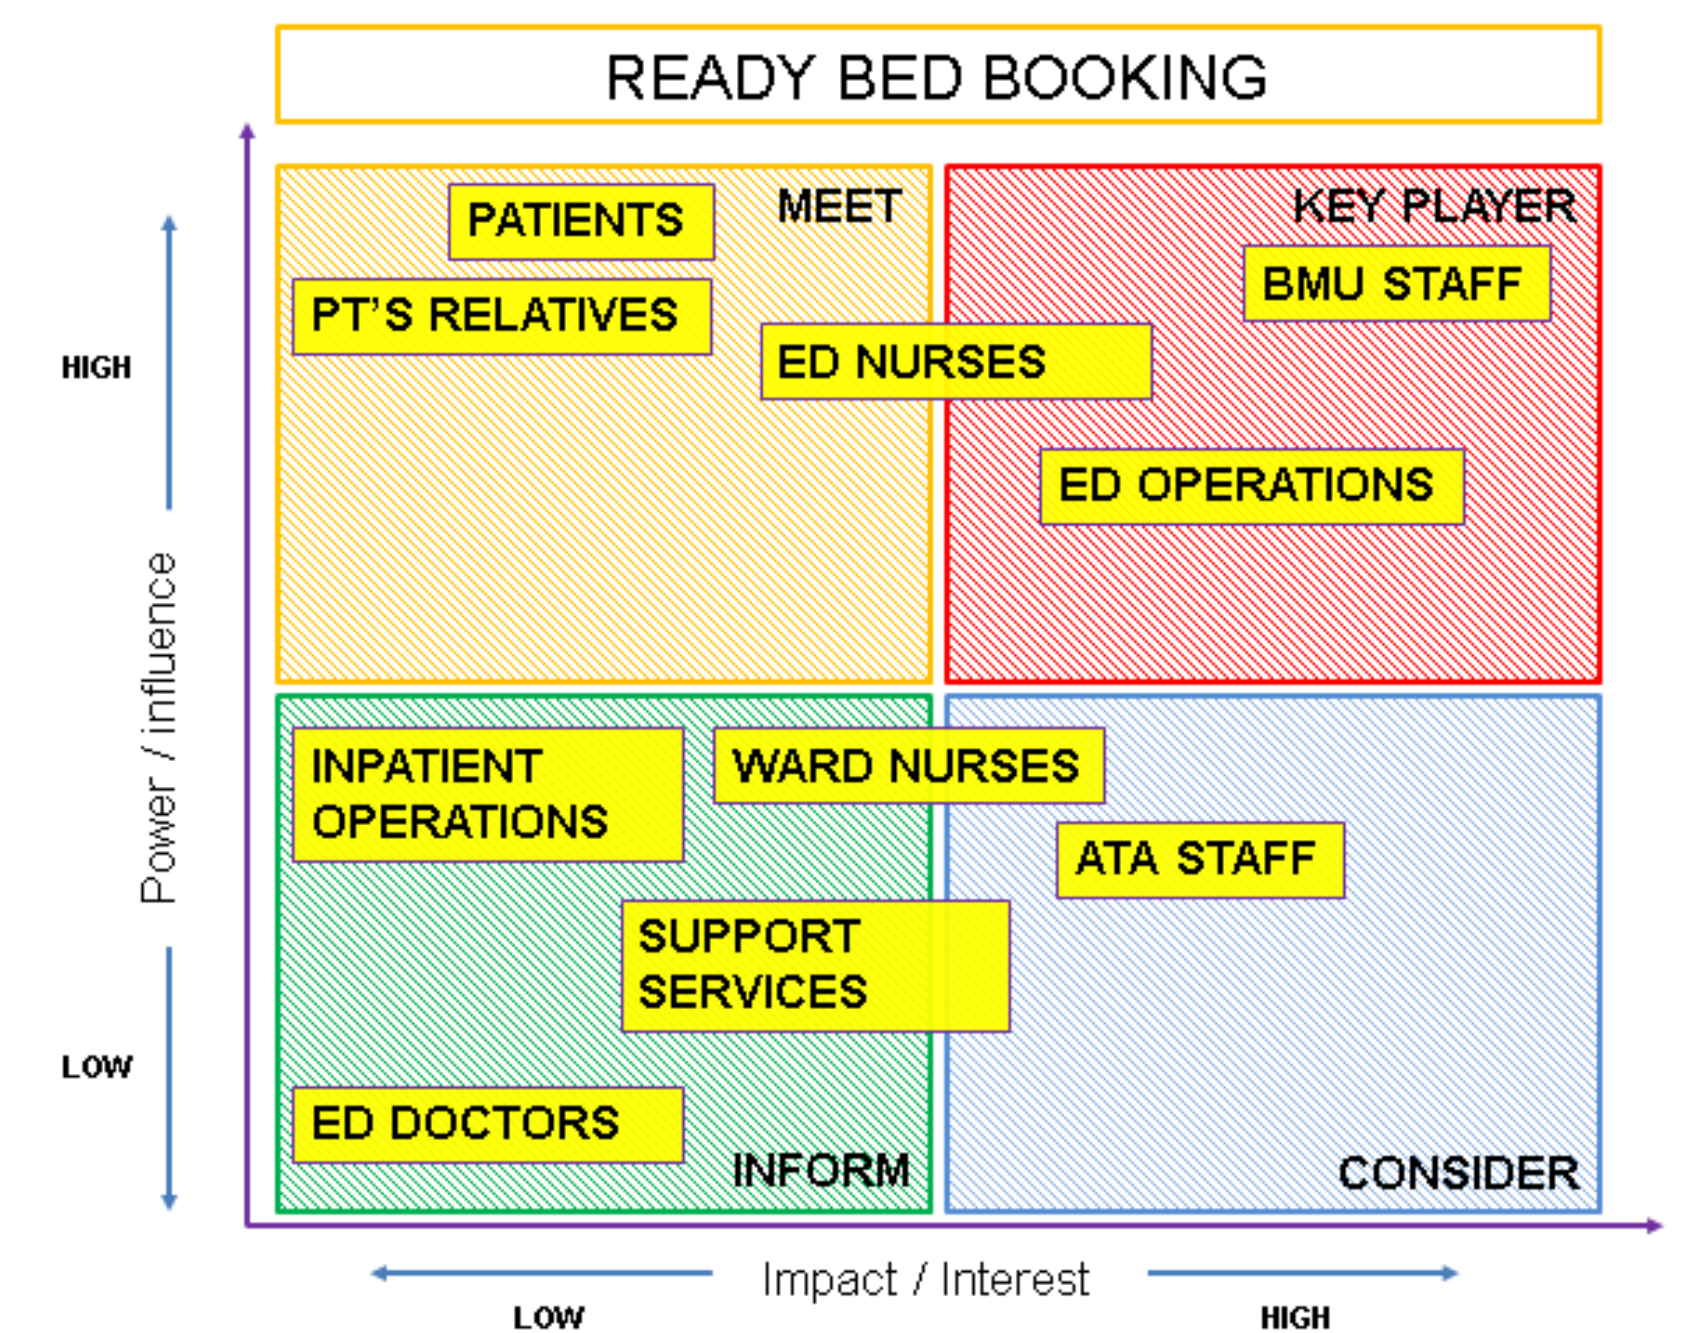 READY BED BOOKING
MEET
KEY PLAYER
PATIENTS
PT'S RELATIVES
BMU STAFF
ED NURSES
ED OPERATIONS
HIGH
Power / influence
LOW
INPATIENT
OPERATIONS
WARD NURSES
ATA STAFF
SUPPORT
SERVICES
ED DOCTORS
INFORM
CONSIDER
Impact / Interest
LOW
HIGH